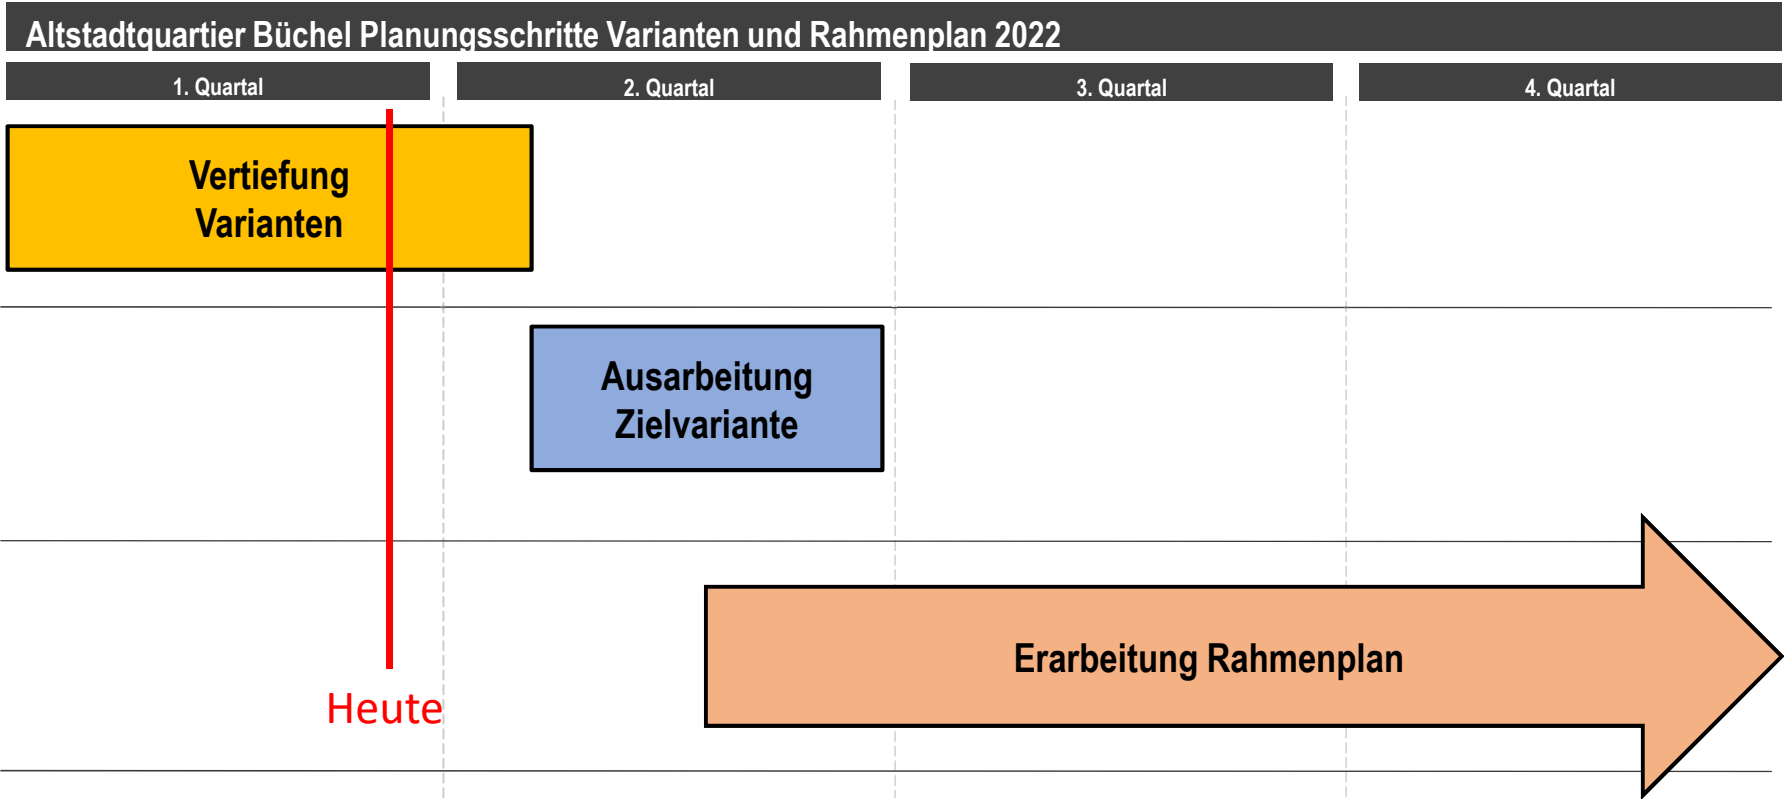 Altstadtquartier Büchel Planungsschritte Varianten und Rahmenplan 2022
1. Quartal
2. Quartal
3. Quartal
4. Quartal
Vertiefung
Varianten
Ausarbeitung
Zielvariante
Erarbeitung Rahmenplan
Heute